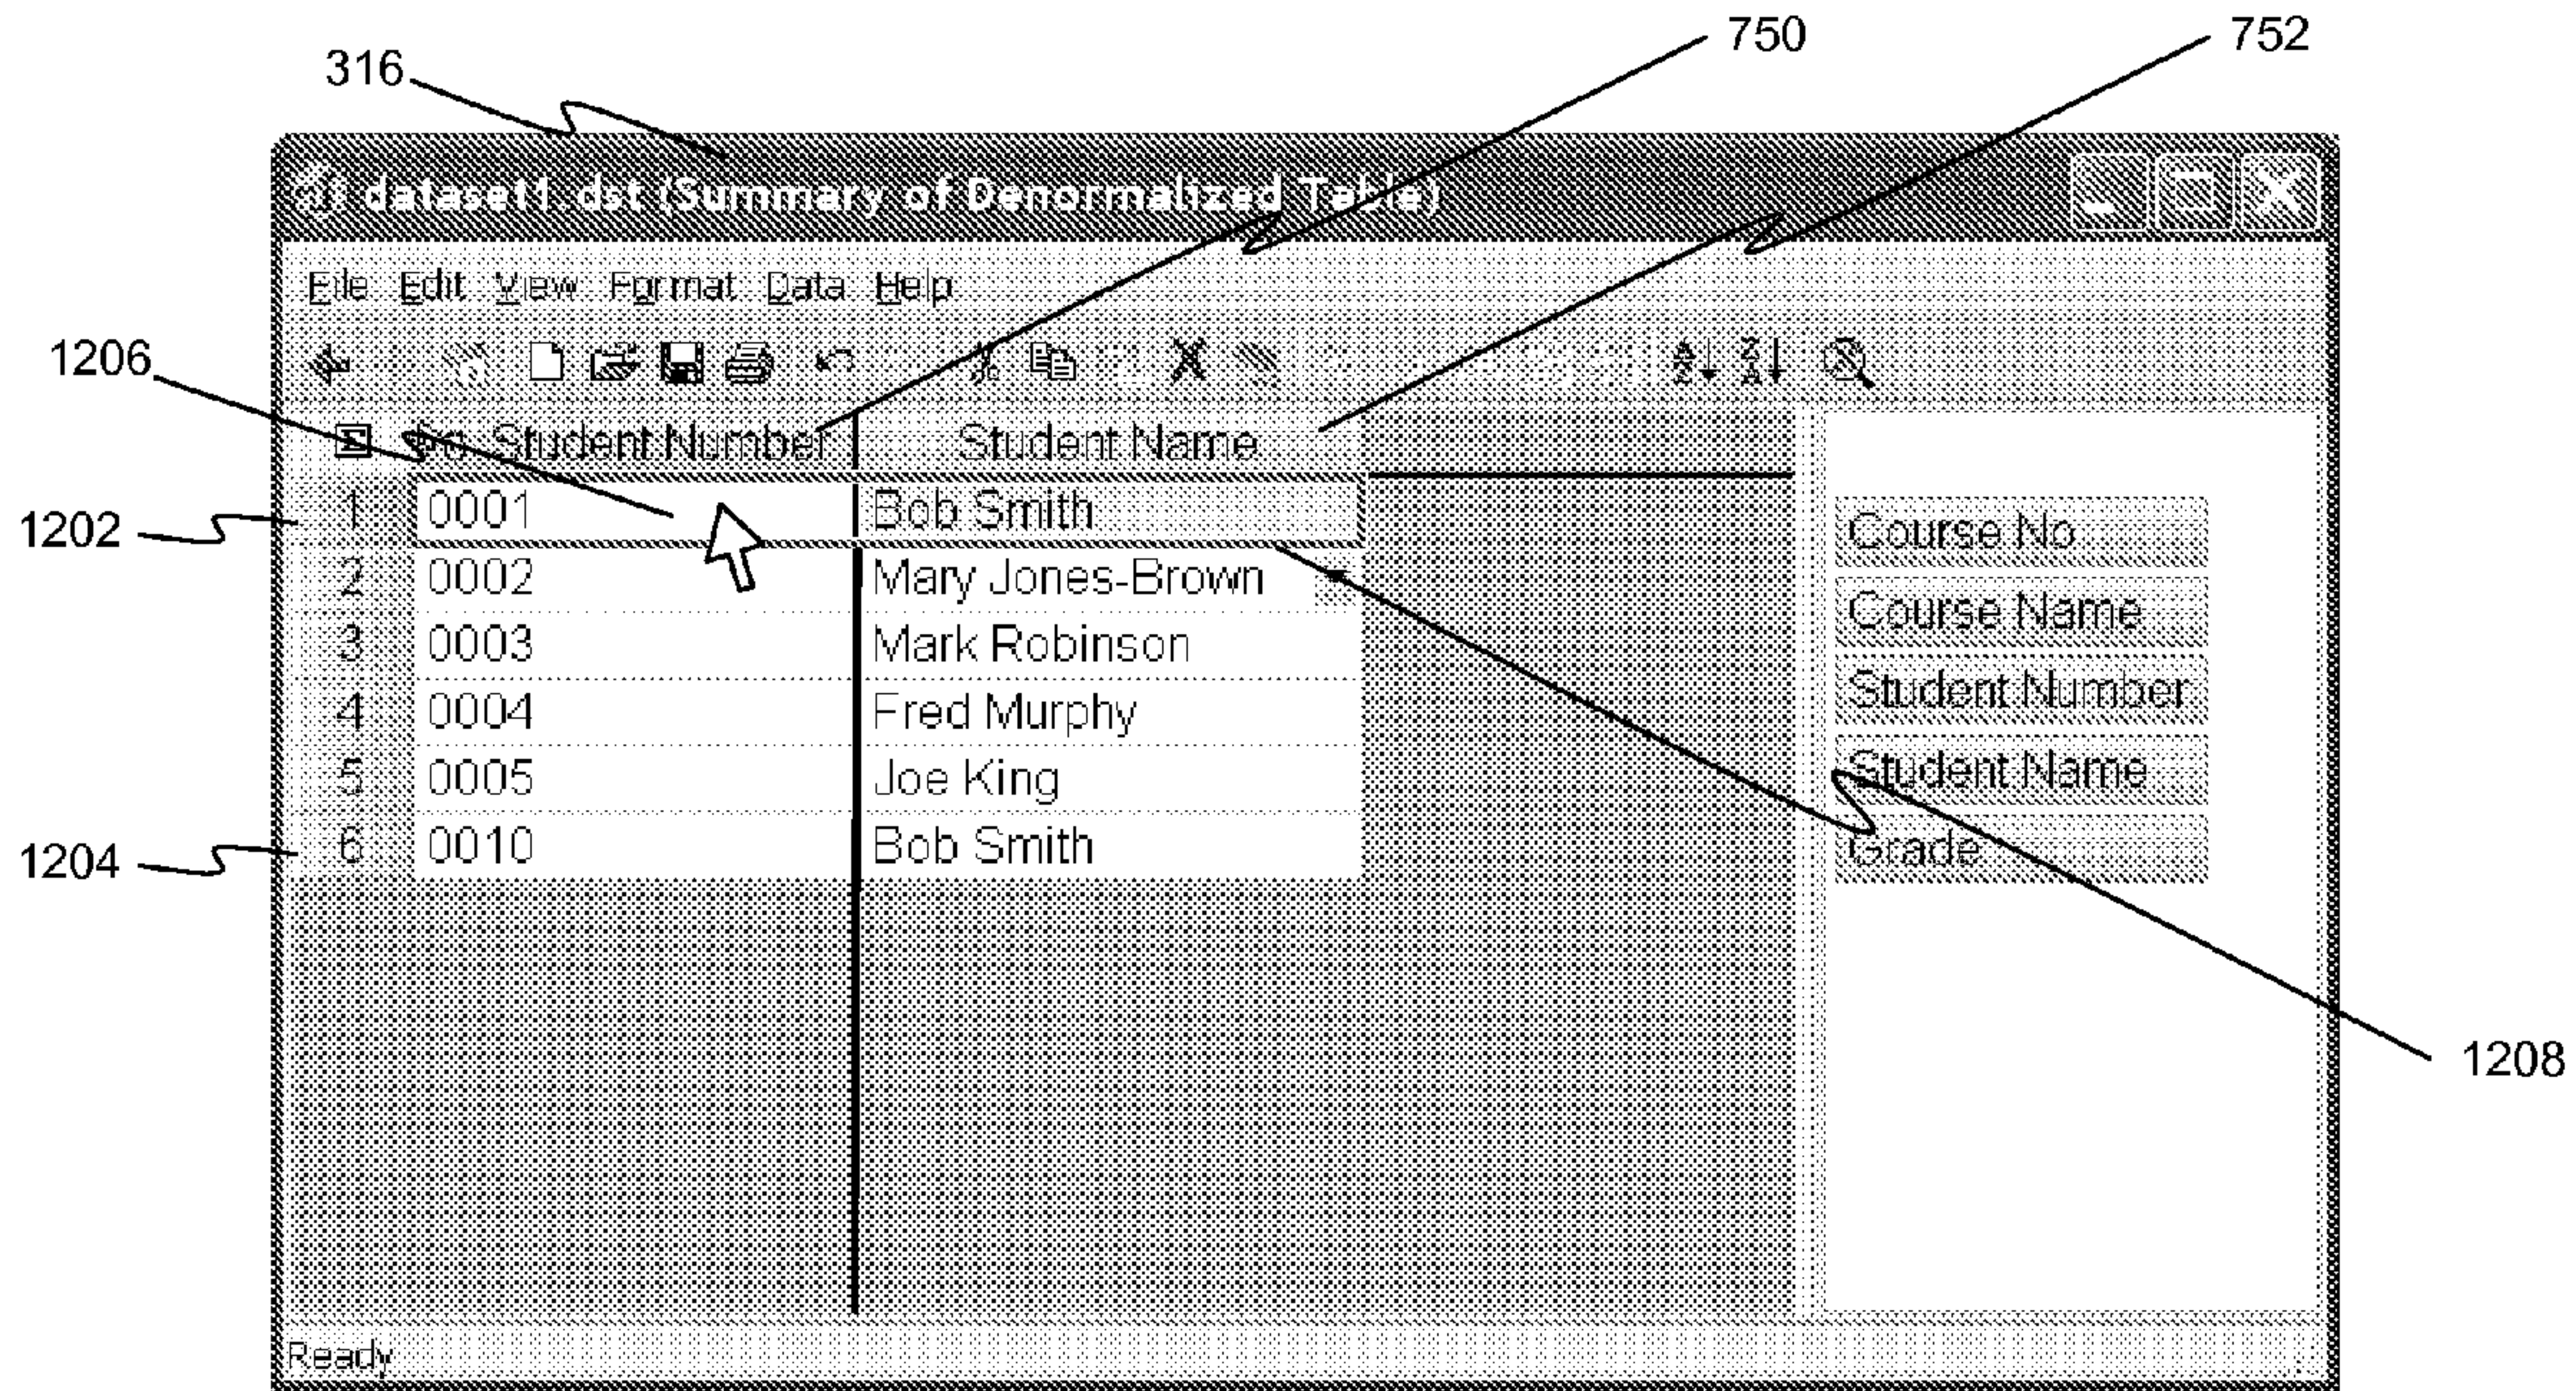 750
752
316
dataset1.dst (Summary of Denormalized Table)
File Edit View Format Data Help
1206
Student Number Student Name
1202
1 0001 Bob Smith
2 0002 Mary Jones-Brown
3 0003 Mark Robinson
4 0004 Fred Murphy
5 0005 Joe King
1204
6 0010 Bob Smith
Course No
Course Name
Student Number
Student Name
Grade
1208
Ready